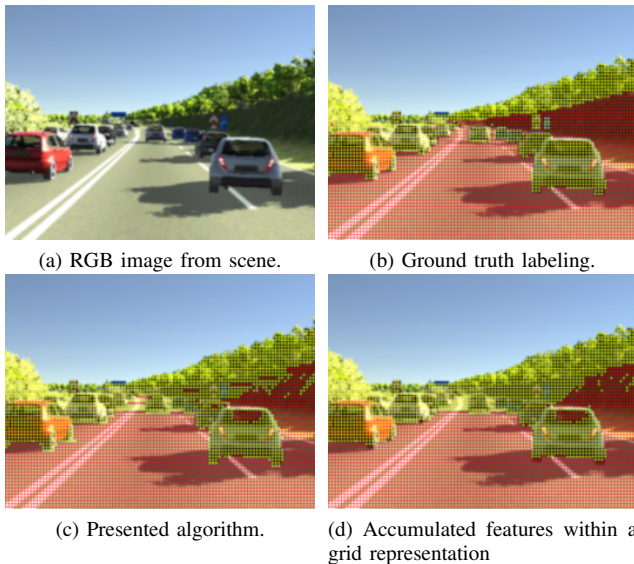 (a) RGB image from scene.
(b) Ground truth labeling.
(c) Presented algorithm.
(d) Accumulated features within a
grid representation